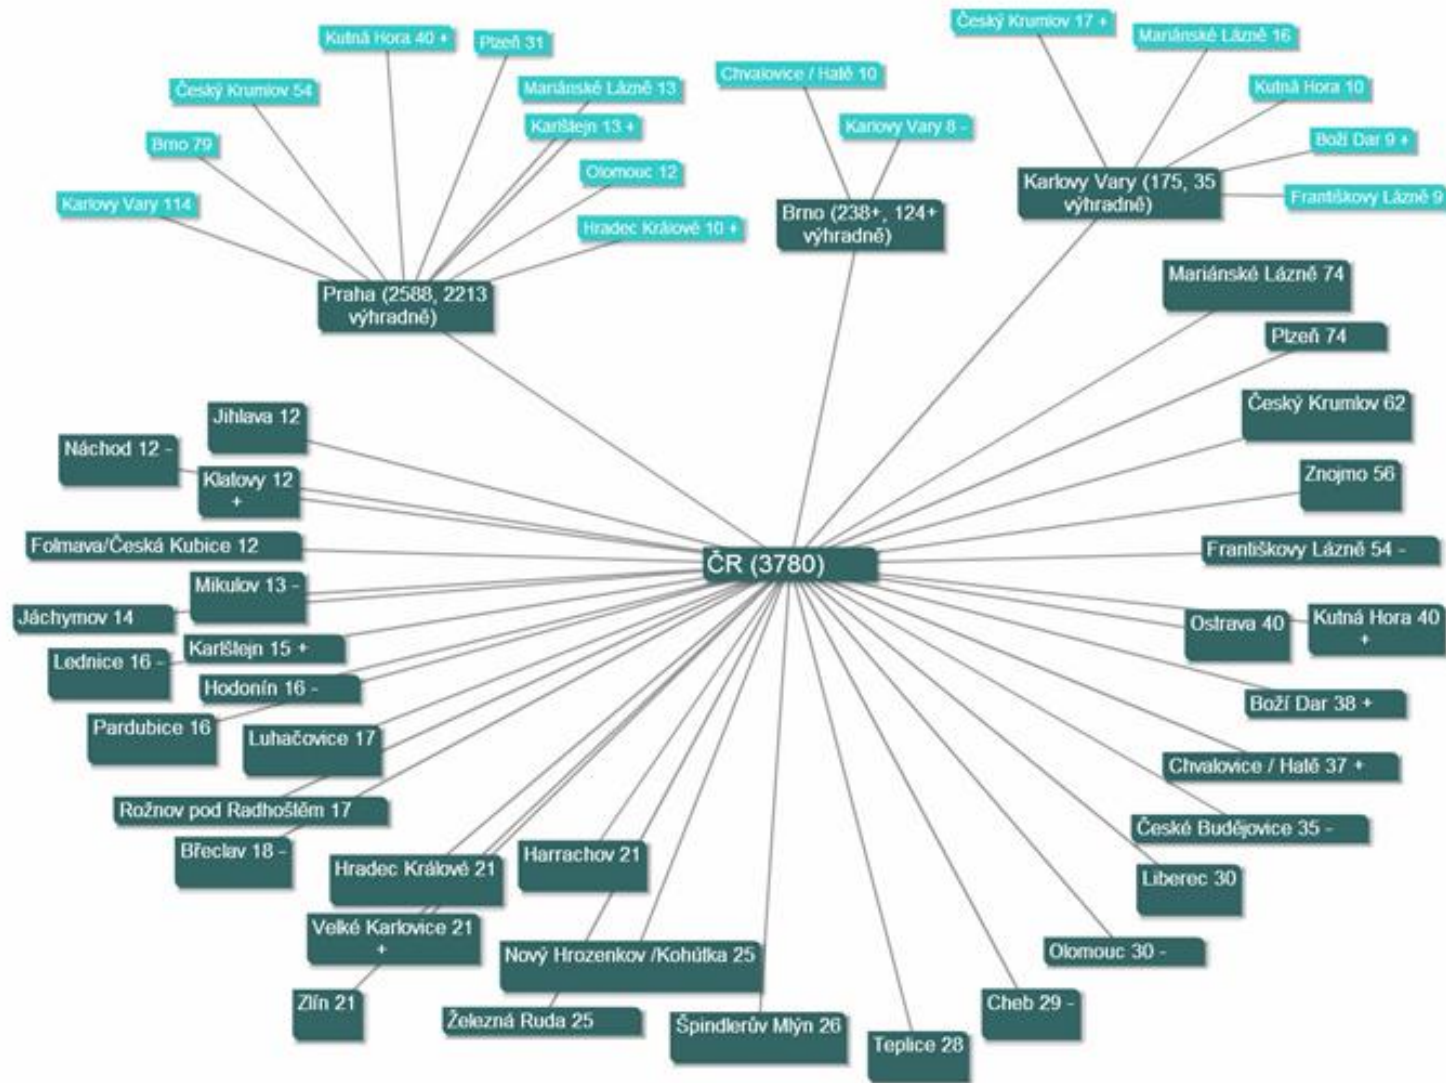 Český Krumlov 17 +
Kutná Hora 40 +
Plzeň 31
Mariánské Lázně 16
Chvalovice / Hatě 10
Český Krumlov 54
Mariánské Lázně 13
Kutná Hora 10
Karlštejn 13 +
Karlovy Vary 8 -
Brno 79
Boží Dar 9 +
Olomouc 12
Karlovy Vary (175, 35
výhradně)
Františkovy Lázně 9
Karlovy Vary 114
Brno (238+, 124+
výhradně)
Hradec Králové 10 +
Praha (2588, 2213
výhradně)
Mariánské Lázně 74
Plzeň 74
Český Krumlov 62
Jihlava 12
Náchod 12 -
Klatovy 12
+
Znojmo 56
Folmava/Česká Kubice 12
Františkovy Lázně 54 -
ČR (3780)
Mikulov 13 -
Jáchymov 14
Ostrava 40
Kutná Hora 40
+
Karlštejn 15 +
Lednice 16 -
Hodonín 16 -
Boží Dar 38 +
Pardubice 16
Luhačovice 17
Chvalovice / Hatě 37 +
Rožnov pod Radhoštěm 17
České Budějovice 35 -
Břeclav 18 -
Hradec Králové 21
Harrachov 21
Liberec 30
Velké Karlovice 21
+
Nový Hrozenkov /Kohútka 25
Olomouc 30 -
Zlín 21
Železná Ruda 25
Špindlerův Mlýn 26
Cheb 29 -
Teplice 28